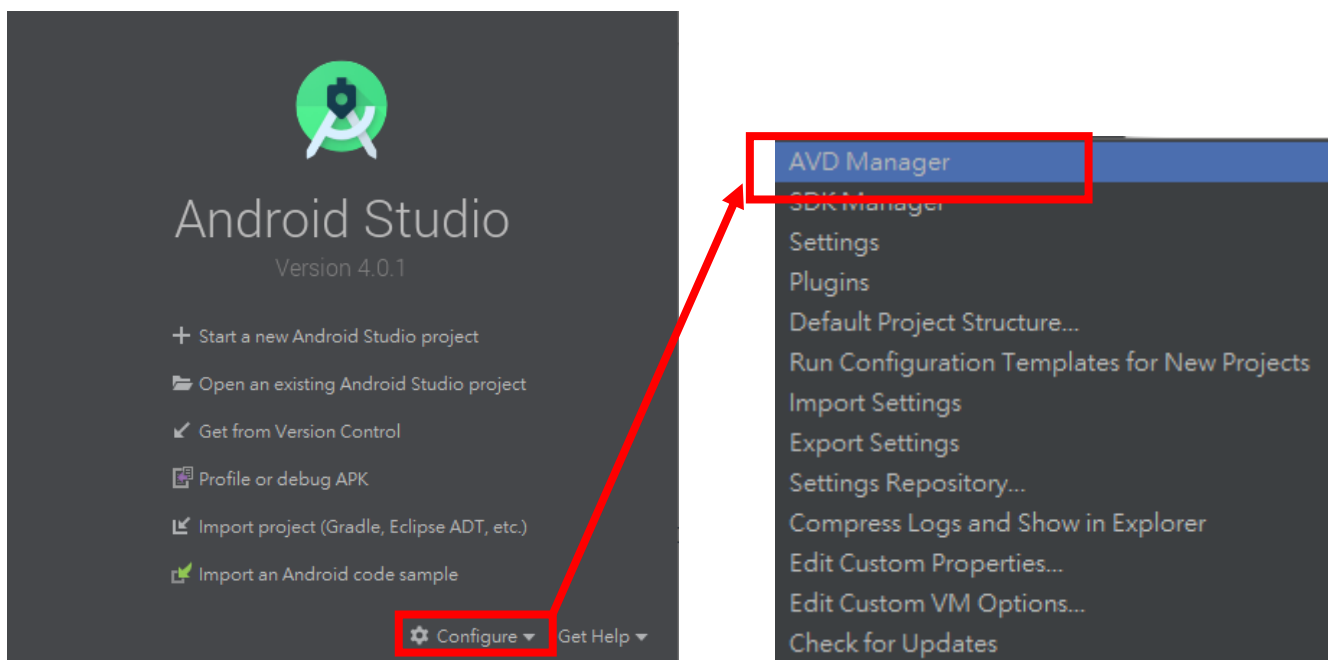 Android Studio
Version 4.0.1
Start a new Android Studio project
Open an existing Android Studio project
Get from Version Control
Profile or debug APK
Import project (Gradle, Eclipse ADT, etc.)
Import an Android code sample
Configure
Get Help
AVD Manager
SDK Manager
Settings
Plugins
Default Project Structure...
Run Configuration Templates for New Projects
Import Settings
Export Settings
Settings Repository...
Compress Logs and Show in Explorer
Edit Custom Properties...
Edit Custom VM Options...
Check for Updates